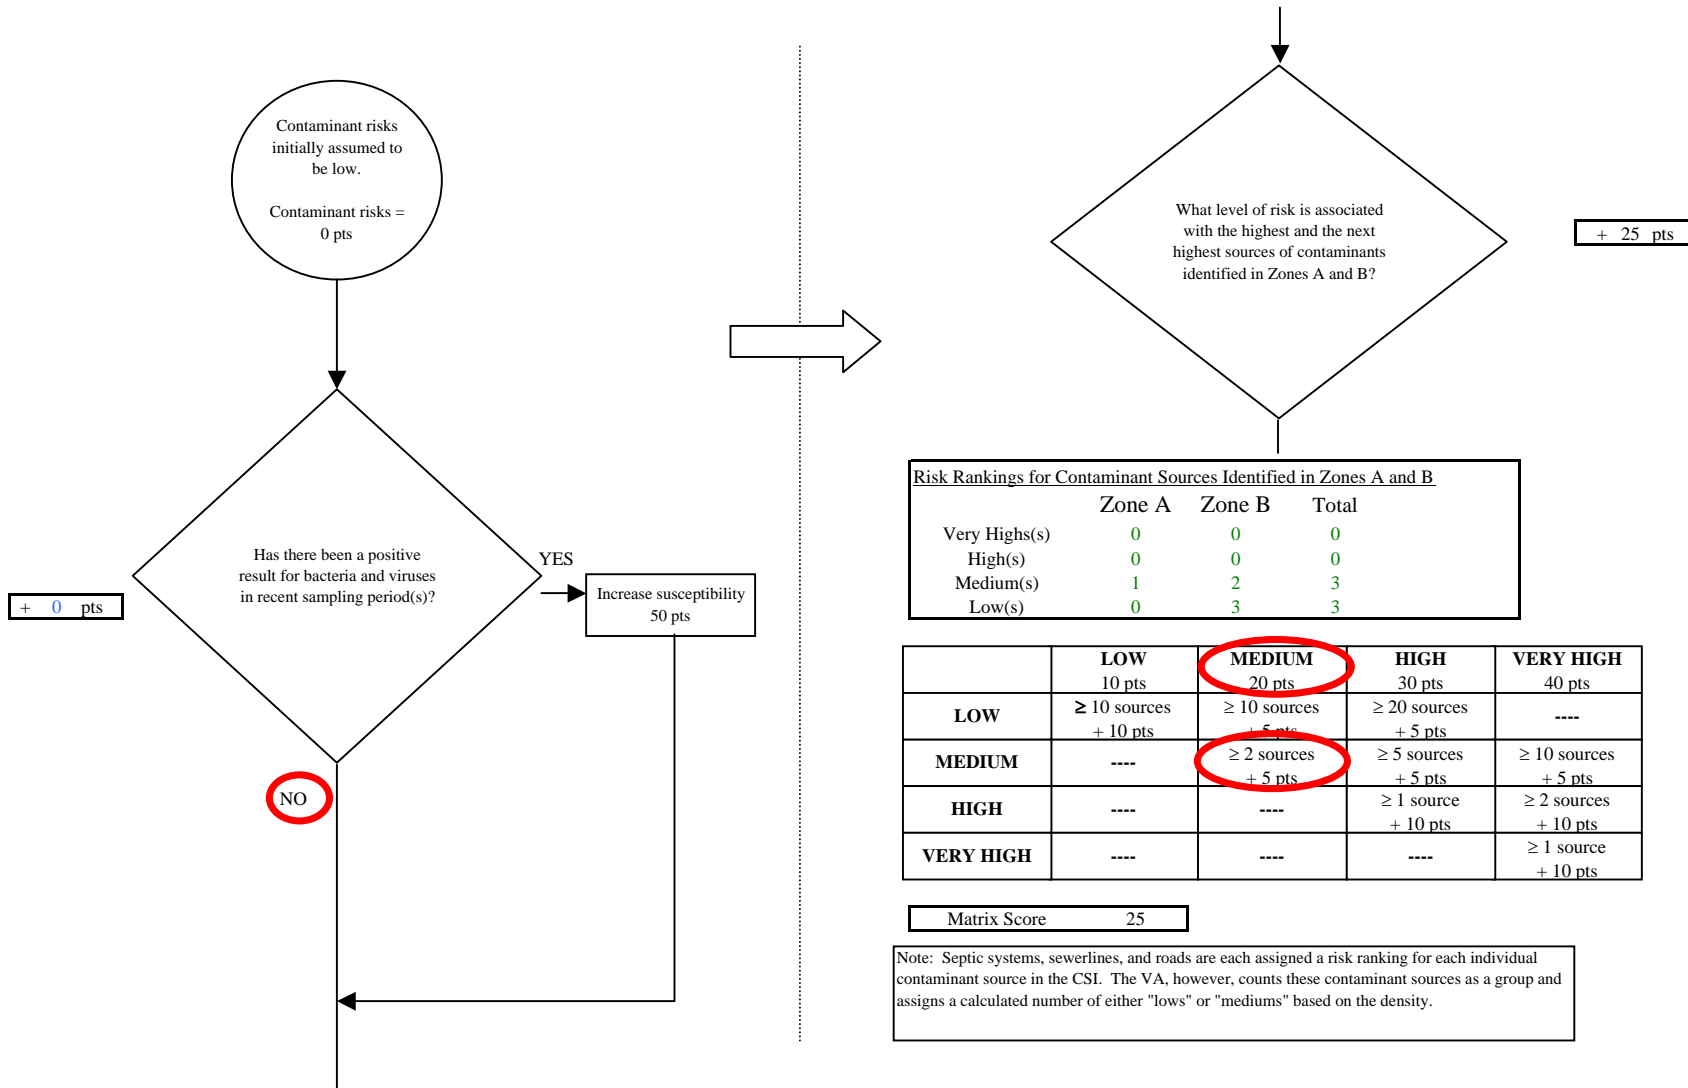 Contaminant risks
initially assumed to
be low.
Contaminant risks =
0 pts
Has there been a positive
result for bacteria and viruses
in recent sampling period(s)?
YES
+ 0 pts
Increase susceptibility
50 pts
NO
What level of risk is associated
with the highest and the next
highest sources of contaminants
identified in Zones A and B?
+ 25 pts
Risk Rankings for Contaminant Sources Identified in Zones A and B
Zone A Zone B Total
Very Highs(s) 0 0 0
High(s) 0 0 0
Medium(s) 1 2 3
Low(s) 0 3 3
LOW MEDIUM HIGH VERY HIGH
10 pts 20 pts 30 pts 40 pts
LOW ≥ 10 sources ≥ 10 sources ≥ 20 sources ----
+ 10 pts + 5 pts + 5 pts
MEDIUM ---- ≥ 2 sources ≥ 5 sources ≥ 10 sources
+ 5 pts + 5 pts + 5 pts
HIGH ---- ---- ≥ 1 source ≥ 2 sources
+ 10 pts + 10 pts
VERY HIGH ---- ---- ---- ≥ 1 source
+ 10 pts
Matrix Score 25
Note: Septic systems, sewerlines, and roads are each assigned a risk ranking for each individual
contaminant source in the CSI. The VA, however, counts these contaminant sources as a group and
assigns a calculated number of either "lows" or "mediums" based on the density.